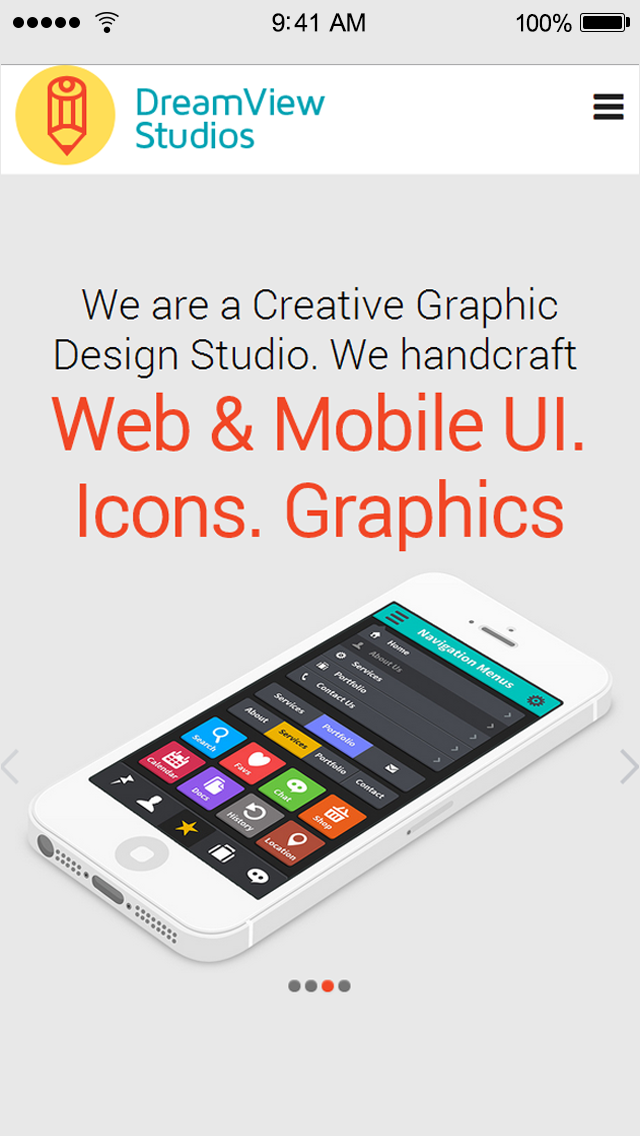 9:41 AM
100%
DreamView
Studios
We are a Creative Graphic
Design Studio. We handcraft
Web & Mobile UI.
Icons. Graphics
Navigation Menus
Home
About Us
Services
Portfolio
Contact Us
Services
Portfolio
About
Services
Portfolio
Contact
Search
Favs
Chat
Shop
Calendar
Docs
History
Location